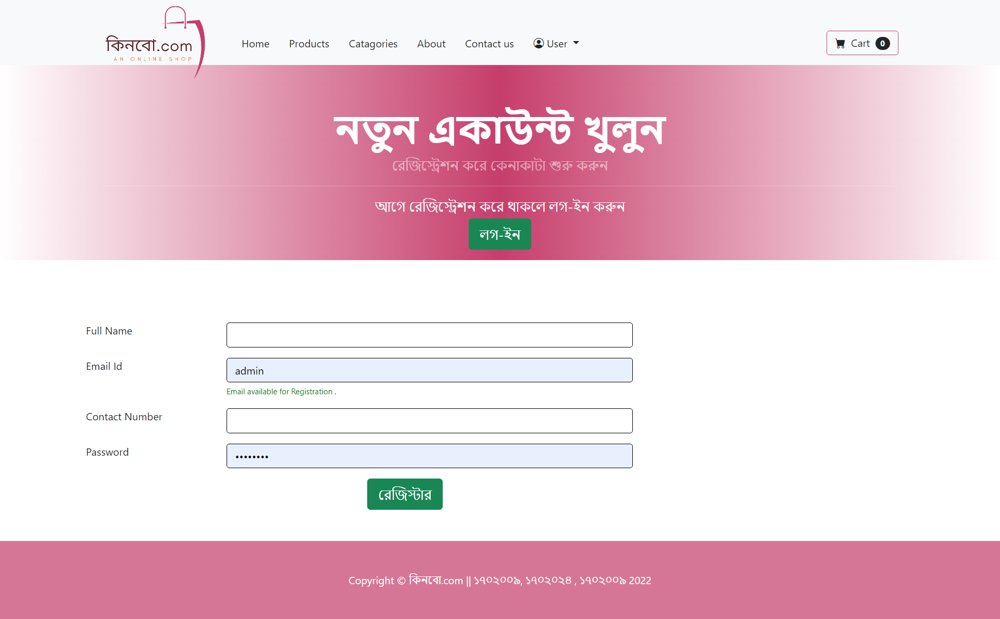 কিনবো.com
AN ONLINE SHOP
Home Products Catagories About Contact us User Cart 0
নতুন একাউন্ট খুলুন
রেজিস্ট্রেশন করে কেনাকাটা শুরু করুন
আগে রেজিস্ট্রেশন করে থাকলে লগ-ইন করুন
লগ-ইন
Full Name
Email Id admin
Email available for Registration .
Contact Number
Password ••••••••
রেজিস্টার
Copyright © কিনবো.com || ১৭০২০০৯, ১৭০২০২৪ , ১৭০২০০৯ 2022